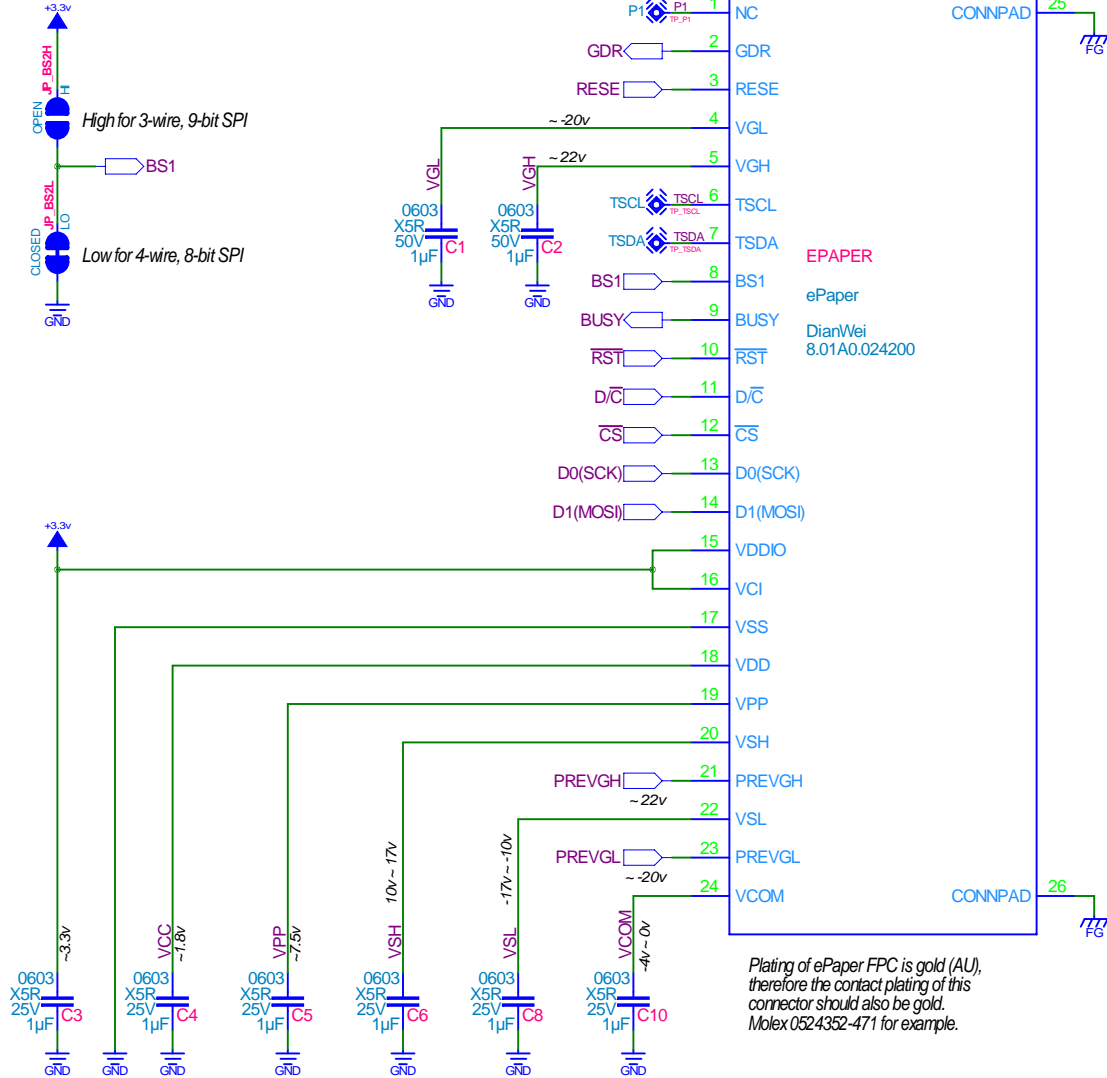 +3.3v
JP_BS2H
HI
OPEN
High for 3-wire, 9-bit SPI
BS1
JP_BS2L
LO
CLOSED
Low for 4-wire, 8-bit SPI
GND
P1 P1 1 NC
TP_P1
CONNPAD 25
FG
GDR 2 GDR
RESE 3 RESE
~ -20v 4 VGL
~ 22v 5 VGH
VGL
VGH
0603
X5R
50V
1µF
C1
GND
0603
X5R
50V
1µF
C2
GND
TSCL TSCL 6 TSCL
TP_TSCL
TSDA TSDA 7 TSDA
TP_TSDA
BS1 8 BS1
BUSY 9 BUSY
RST 10 RST
D/C 11 D/C
CS 12 CS
D0(SCK) 13 D0(SCK)
D1(MOSI) 14 D1(MOSI)
EPAPER
ePaper
DianWei
8.01A0.024200
+3.3v
15 VDDIO
16 VCI
17 VSS
18 VDD
19 VPP
20 VSH
PREVGH 21 PREVGH
~ 22v
22 VSL
PREVGL 23 PREVGL
~ -20v
24 VCOM
CONNPAD 26
FG
~3.3v
0603
X5R
25V
1µF
C3
GND
GND
VCC
~1.8v
0603
X5R
25V
1µF
C4
GND
VPP
~7.5v
0603
X5R
25V
1µF
C5
GND
VSH
10v ~ 17v
0603
X5R
25V
1µF
C6
GND
VSL
-17v ~ -10v
0603
X5R
25V
1µF
C8
GND
VCOM
-4v ~ 0v
0603
X5R
25V
1µF
C10
GND
Plating of ePaper FPC is gold (AU),
therefore the contact plating of this
connector should also be gold.
Molex 0524352-471 for example.